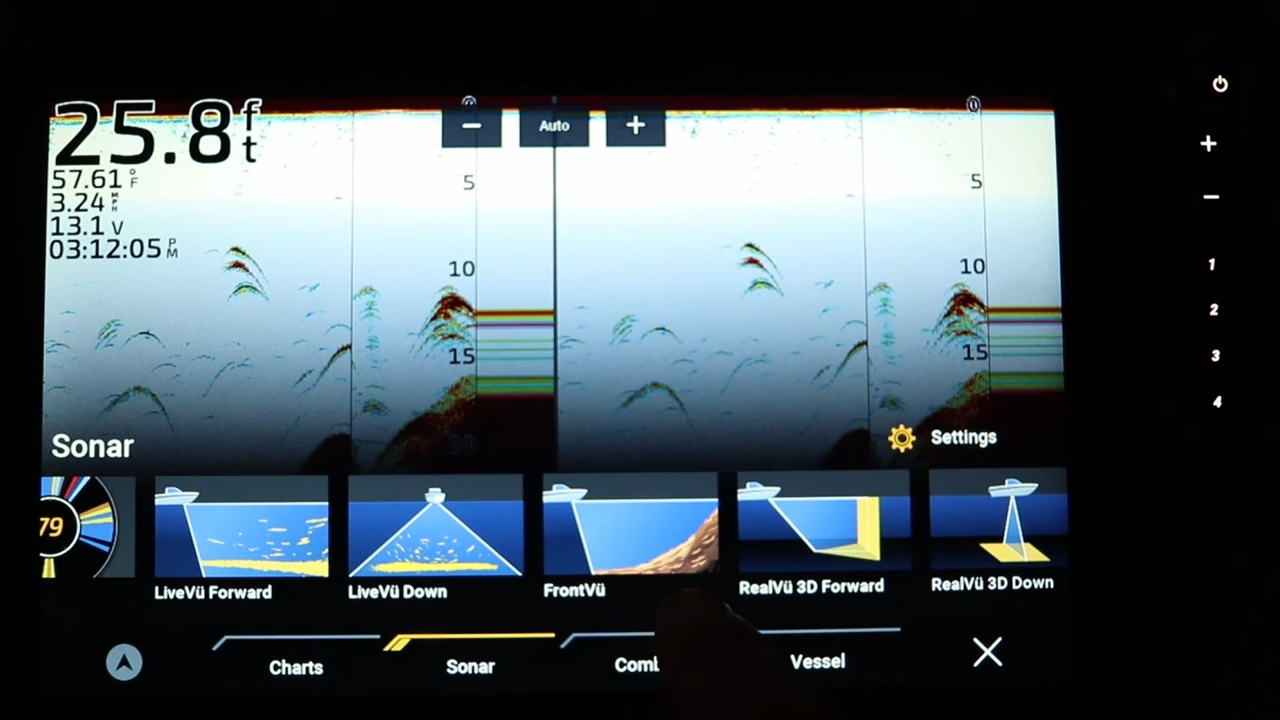 25.8 ft
57.61 °F
3.24 MPH
13.1 V
03:12:05 PM
− Auto +
5
10
15
5
10
15
Sonar
Settings
79
LiveVü Forward
LiveVü Down
FrontVü
RealVü 3D Forward
RealVü 3D Down
Charts
Sonar
Vessel
+
−
1
2
3
4